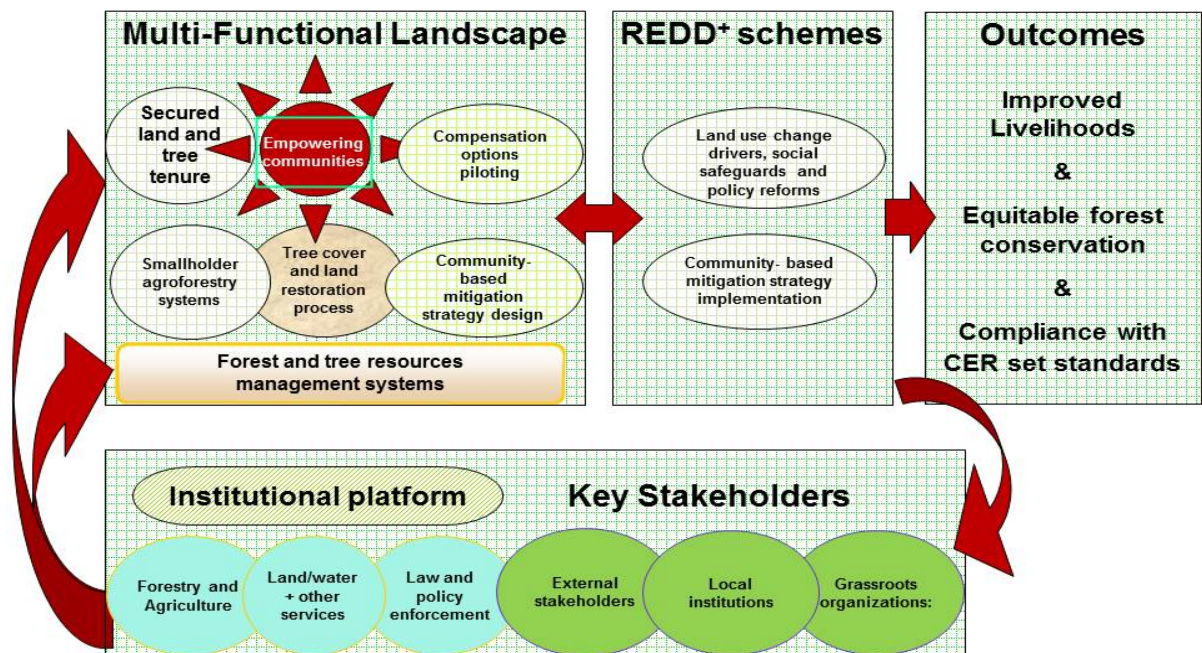 Multi-Functional Landscape
Secured
land and
tree
tenure
Empowering
communities
Compensation
options
piloting
Smallholder
agroforestry
systems
Tree cover
and land
restoration
process
Community-
based
mitigation
strategy design
Forest and tree resources
management systems
REDD+ schemes
Land use change
drivers, social
safeguards and
policy reforms
Community- based
mitigation strategy
implementation
Outcomes
Improved
Livelihoods
&
Equitable forest
conservation
&
Compliance with
CER set standards
Institutional platform
Key Stakeholders
Forestry and
Agriculture
Land/water
+ other
services
Law and
policy
enforcement
External
stakeholders
Local
institutions
Grassroots
organizations: